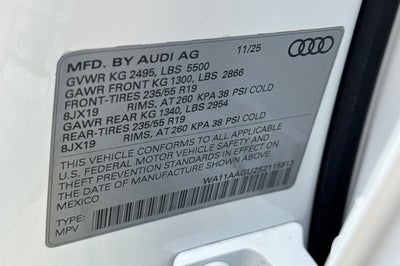 MFD. BY AUDI AG 11/25
GVWR KG 2495, LBS 5500
GAWR FRONT KG 1300, LBS 2866
FRONT-TIRES 235/55 R19
8JX19 RIMS, AT 260 KPA 38 PSI COLD
GAWR REAR KG 1340, LBS 2954
REAR-TIRES 235/55 R19
8JX19 RIMS, AT 260 KPA 38 PSI COLD
THIS VEHICLE CONFORMS TO ALL APPLICABLE
U.S. FEDERAL MOTOR VEHICLE SAFETY AND
THEFT PREVENTION STANDARDS IN EFFECT ON
THE DATE OF MANUFACTURE SHOWN ABOVE.
MEXICO WA11AAGU2S2115913
TYPE:
MPV